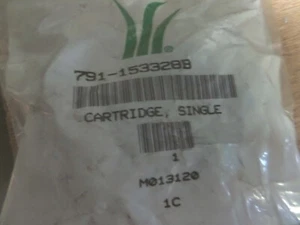 791-153328B
CARTRIDGE, SINGLE
1
M013120
1C